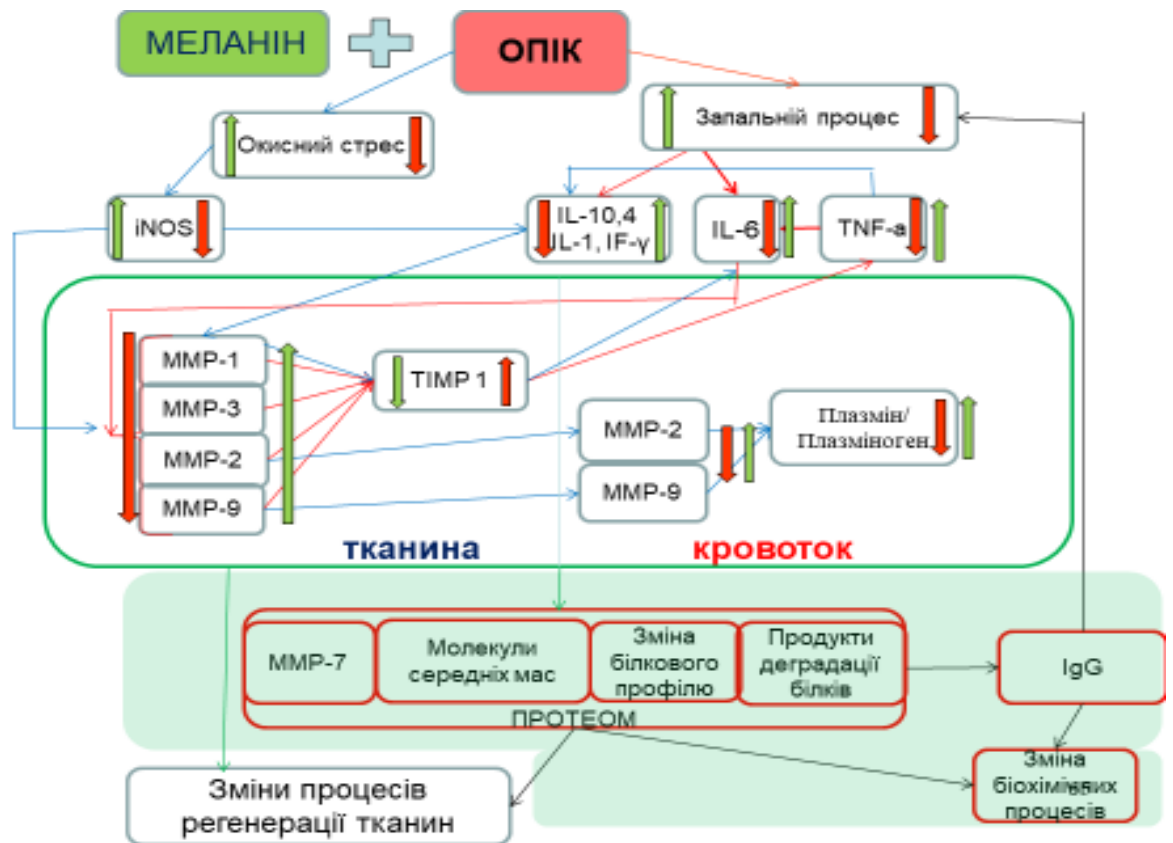 МЕЛАНІН
ОПІК
Окисний стрес
Запальній процес
iNOS
IL-10,4
IL-1, IF-γ
IL-6
TNF-a
MMP-1
MMP-3
MMP-2
MMP-9
TIMP 1
MMP-2
MMP-9
Плазмін/
Плазміноген
тканина
кровоток
MMP-7
Молекули
середніх мас
Зміна
білкового
профілю
Продукти
деградації
білків
ПРОТЕОМ
IgG
Зміни процесів
регенерації тканин
Зміна
біохімічних
процесів